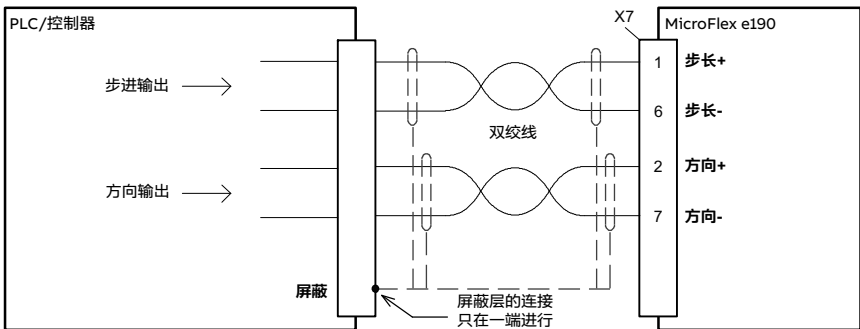 PLC/控制器
X7
MicroFlex e190
步进输出
1 步长+
6 步长-
双绞线
方向输出
2 方向+
7 方向-
屏蔽
屏蔽层的连接
只在一端进行